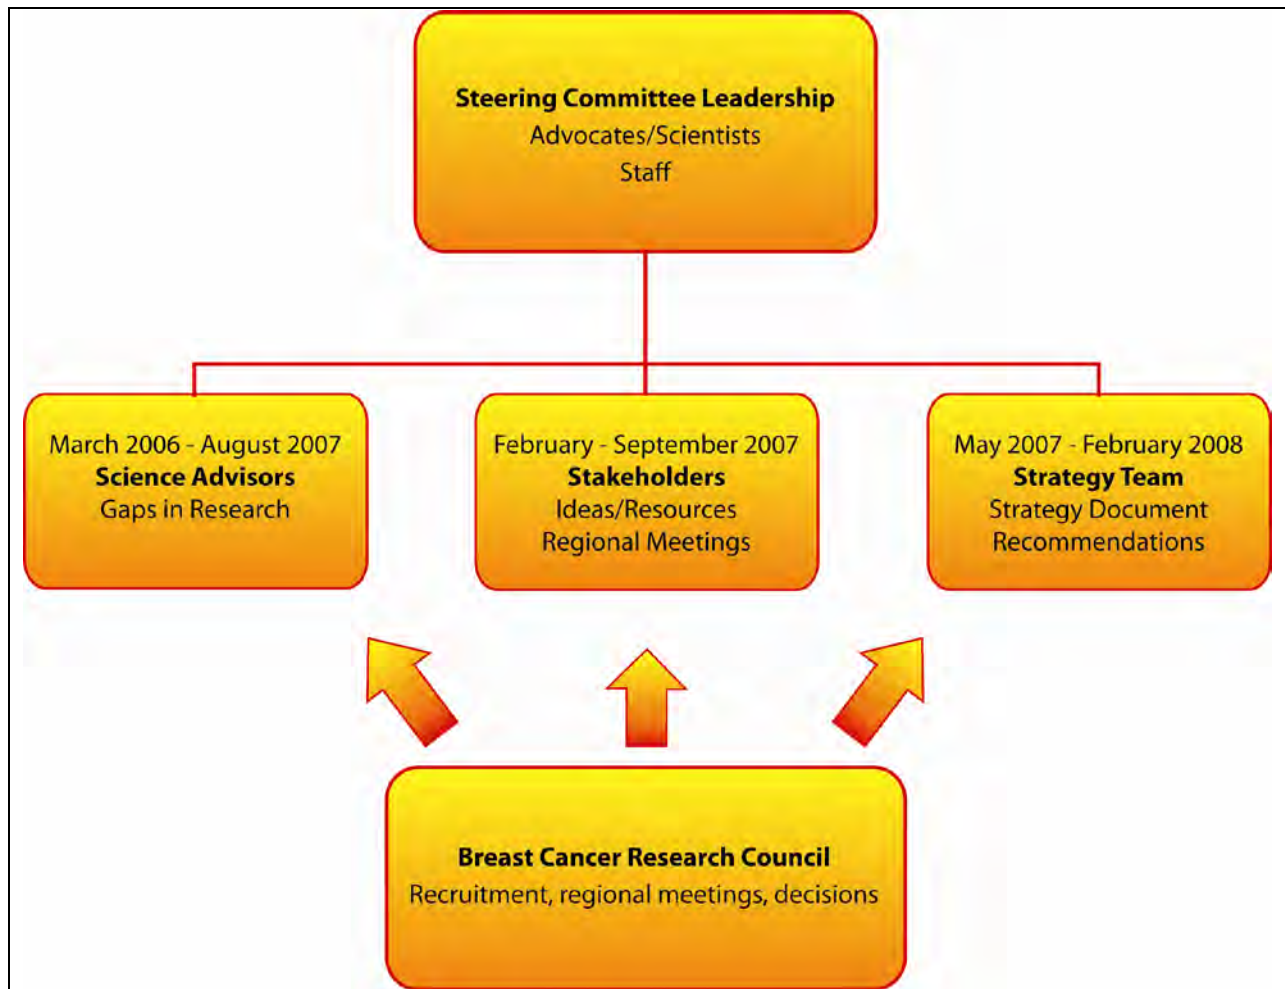 Steering Committee Leadership
Advocates/Scientists
Staff
March 2006 - August 2007
Science Advisors
Gaps in Research
February - September 2007
Stakeholders
Ideas/Resources
Regional Meetings
May 2007 - February 2008
Strategy Team
Strategy Document
Recommendations
Breast Cancer Research Council
Recruitment, regional meetings, decisions